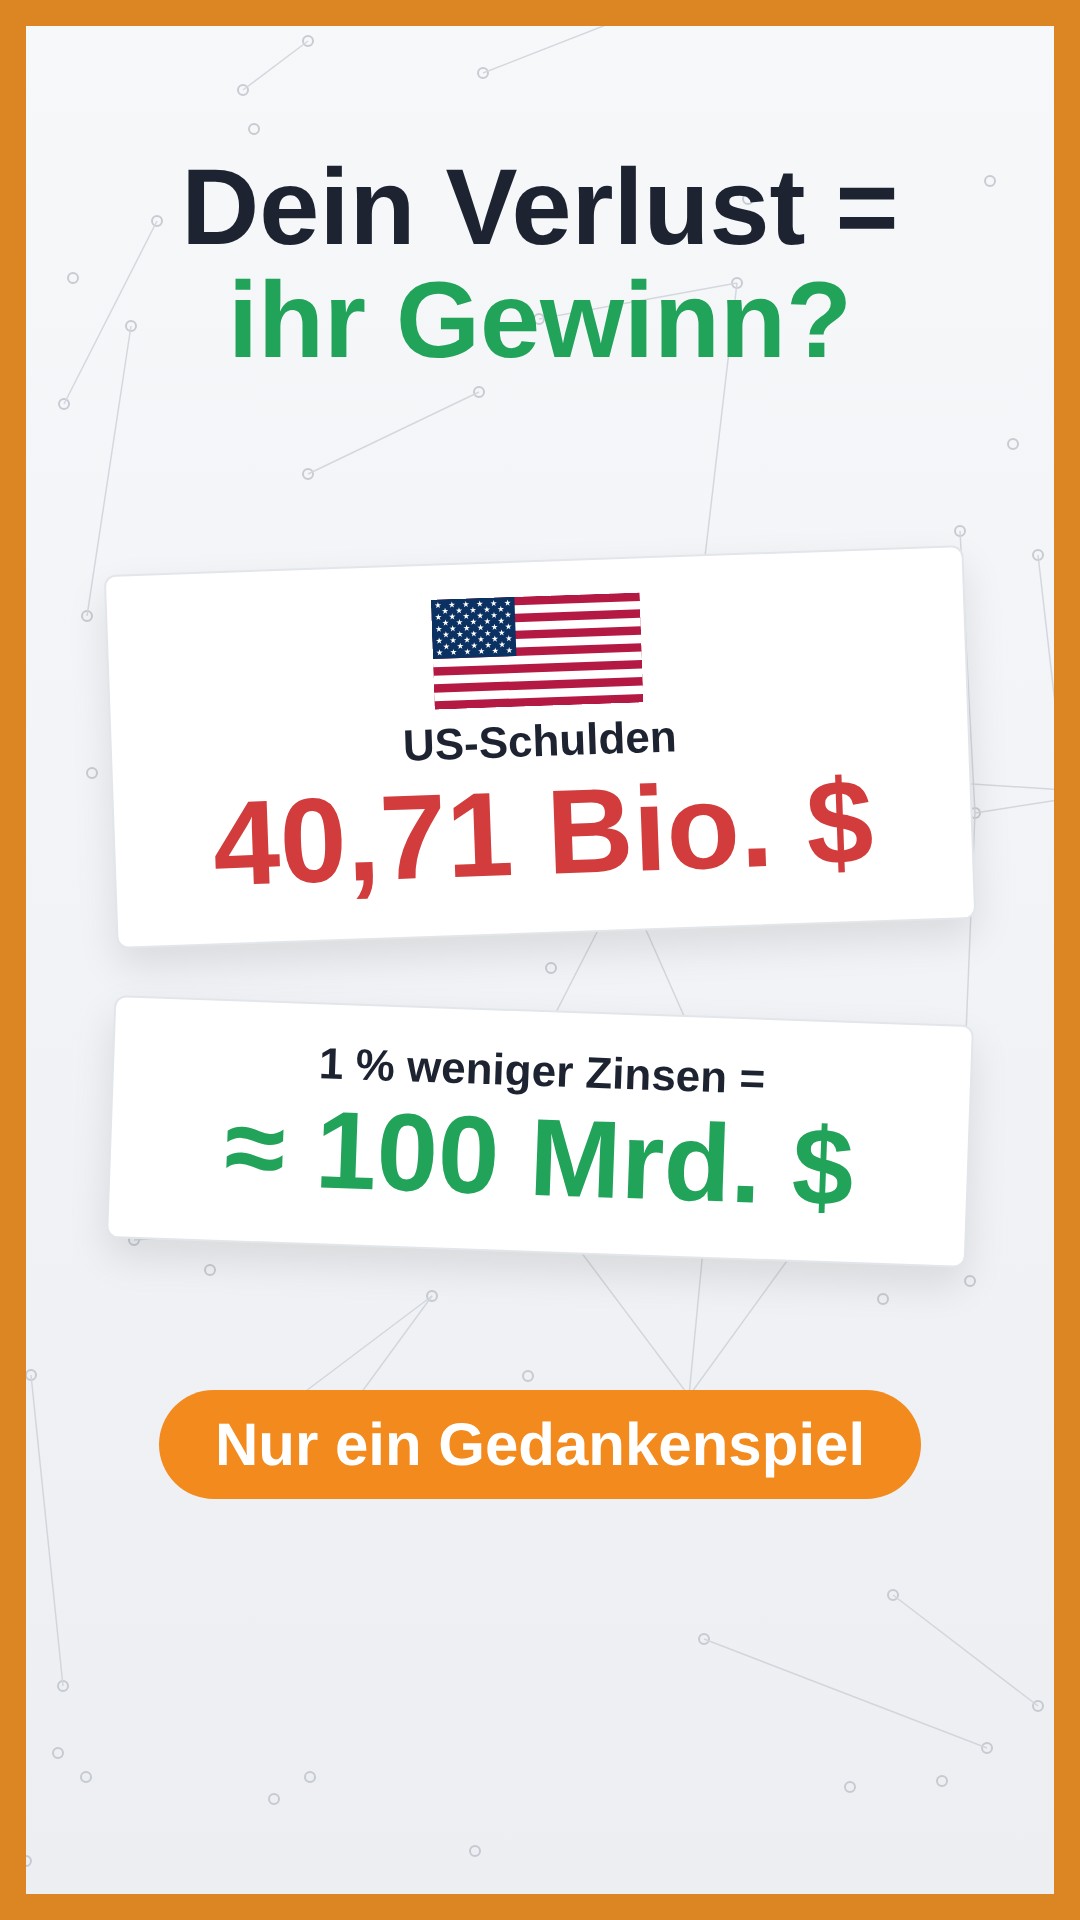 Dein Verlust =
ihr Gewinn?
US-Schulden
40,71 Bio. $
1 % weniger Zinsen =
≈ 100 Mrd. $
Nur ein Gedankenspiel